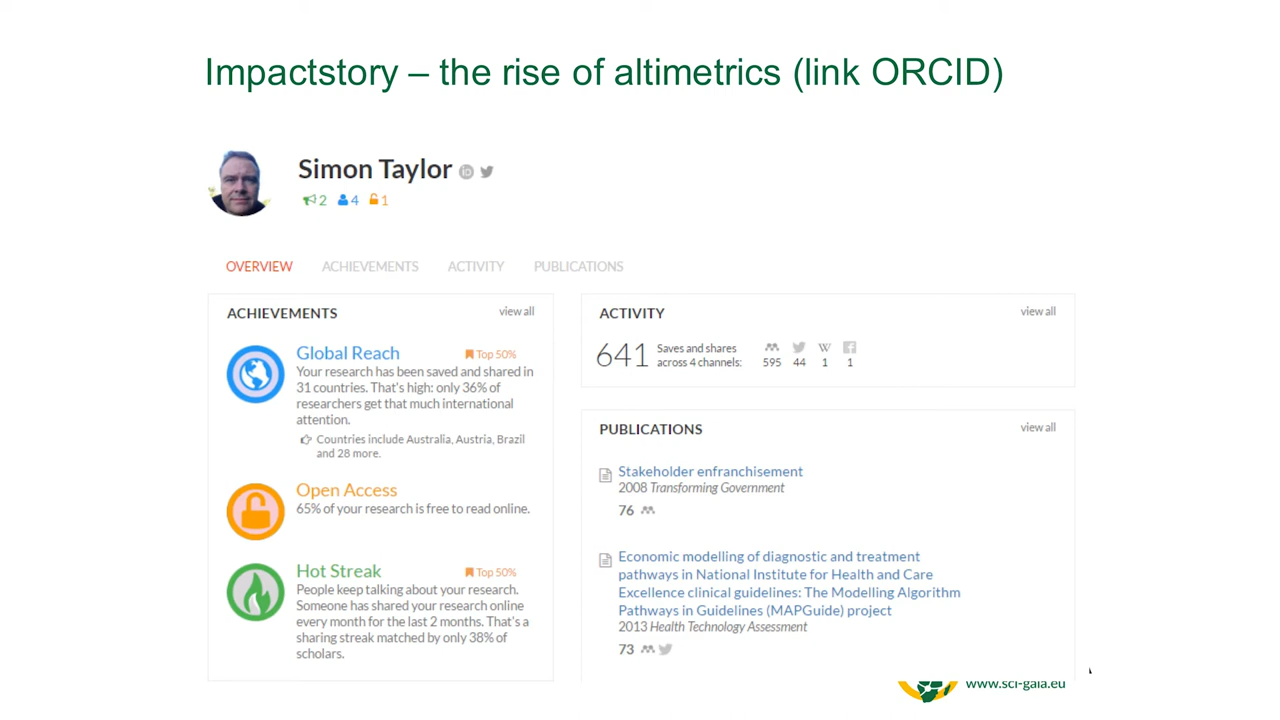 Impactstory – the rise of altimetrics (link ORCID)
Simon Taylor iD
2 4 1
OVERVIEW ACHIEVEMENTS ACTIVITY PUBLICATIONS
ACHIEVEMENTS view all
Global Reach Top 50%
Your research has been saved and shared in
31 countries. That's high: only 36% of
researchers get that much international
attention.
Countries include Australia, Austria, Brazil
and 28 more.
Open Access
65% of your research is free to read online.
Hot Streak Top 50%
People keep talking about your research.
Someone has shared your research online
every month for the last 2 months. That's a
sharing streak matched by only 38% of
scholars.
ACTIVITY view all
641 Saves and shares
across 4 channels:
W
595 44 1 1
PUBLICATIONS view all
Stakeholder enfranchisement
2008 Transforming Government
76
Economic modelling of diagnostic and treatment
pathways in National Institute for Health and Care
Excellence clinical guidelines: The Modelling Algorithm
Pathways in Guidelines (MAPGuide) project
2013 Health Technology Assessment
73
www.sci-gaia.eu